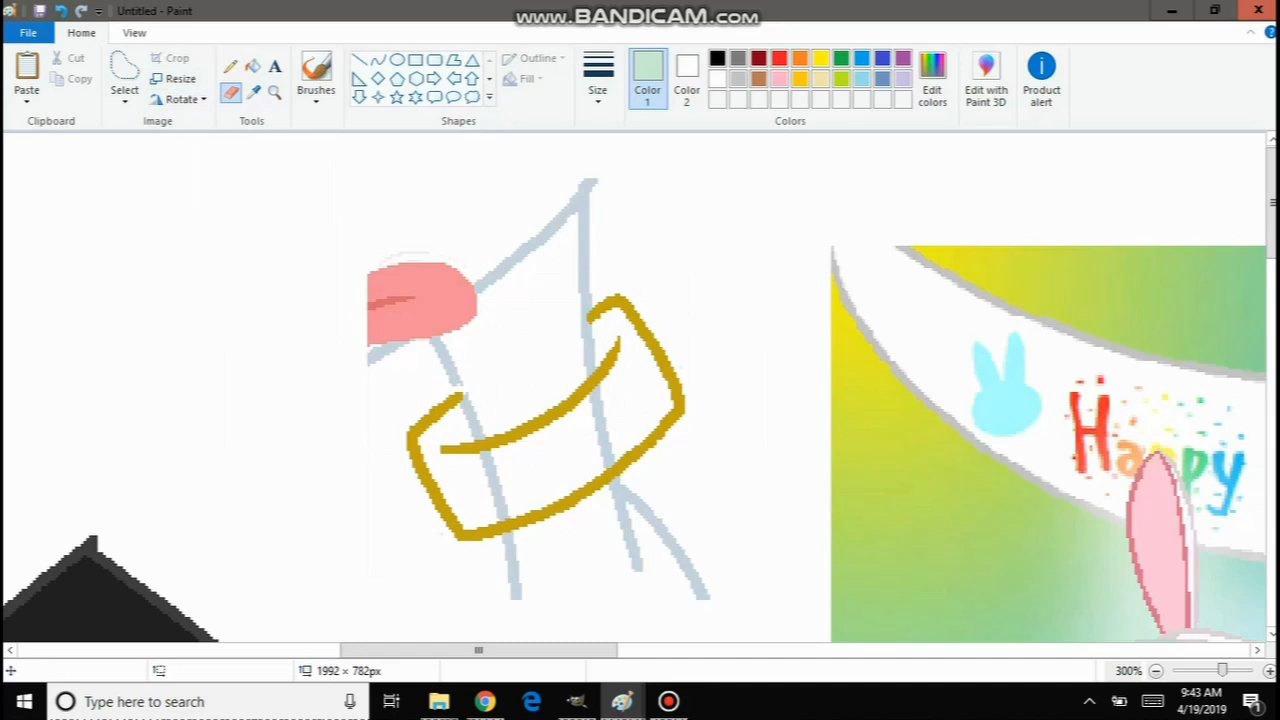 Untitled - Paint
www.BANDICAM.com
File Home View
Paste
Cut
Copy
Clipboard
Select
Crop
Resize
Rotate
Image
A
Tools
Brushes
Outline
Fill
Shapes
Size
Color 1
Color 2
Edit colors
Colors
Edit with Paint 3D
Product alert
Happy
1992 × 782px
300%
Type here to search
9:43 AM
4/19/2019
1